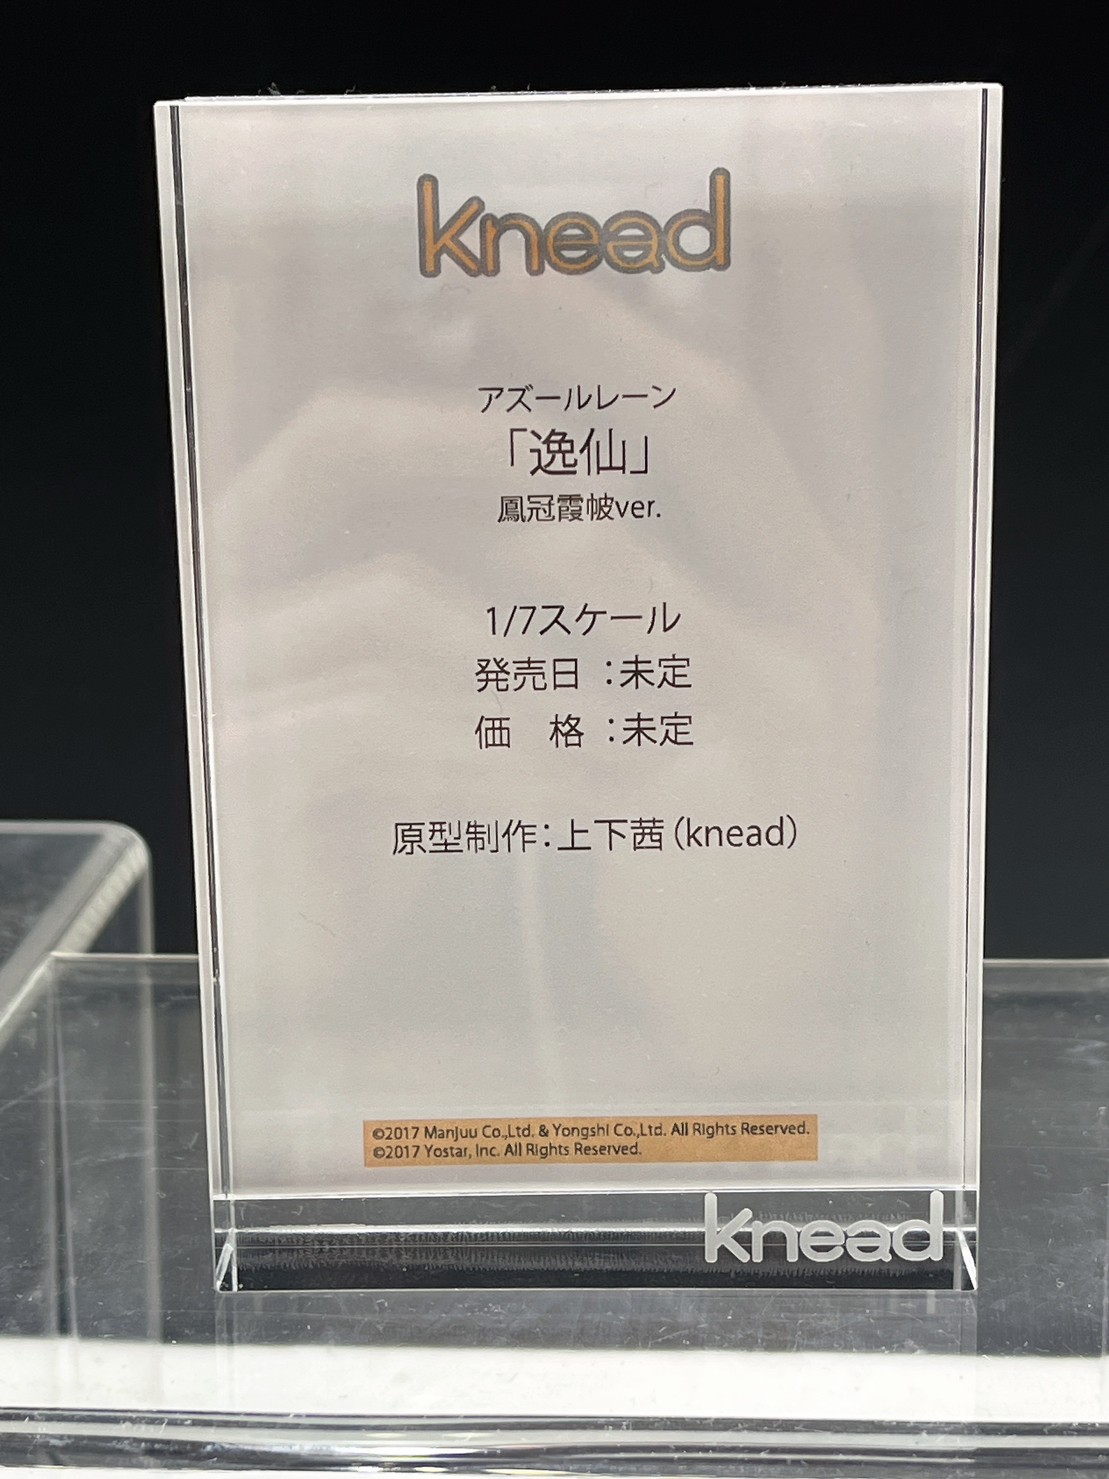 knead
アズールレーン
「逸仙」
鳳冠霞帔ver.
1/7スケール
発売日 ：未定
価　格 ：未定
原型制作：上下茜（knead）
©2017 Manjuu Co.,Ltd. & Yongshi Co.,Ltd. All Rights Reserved.
©2017 Yostar, Inc. All Rights Reserved.
knead